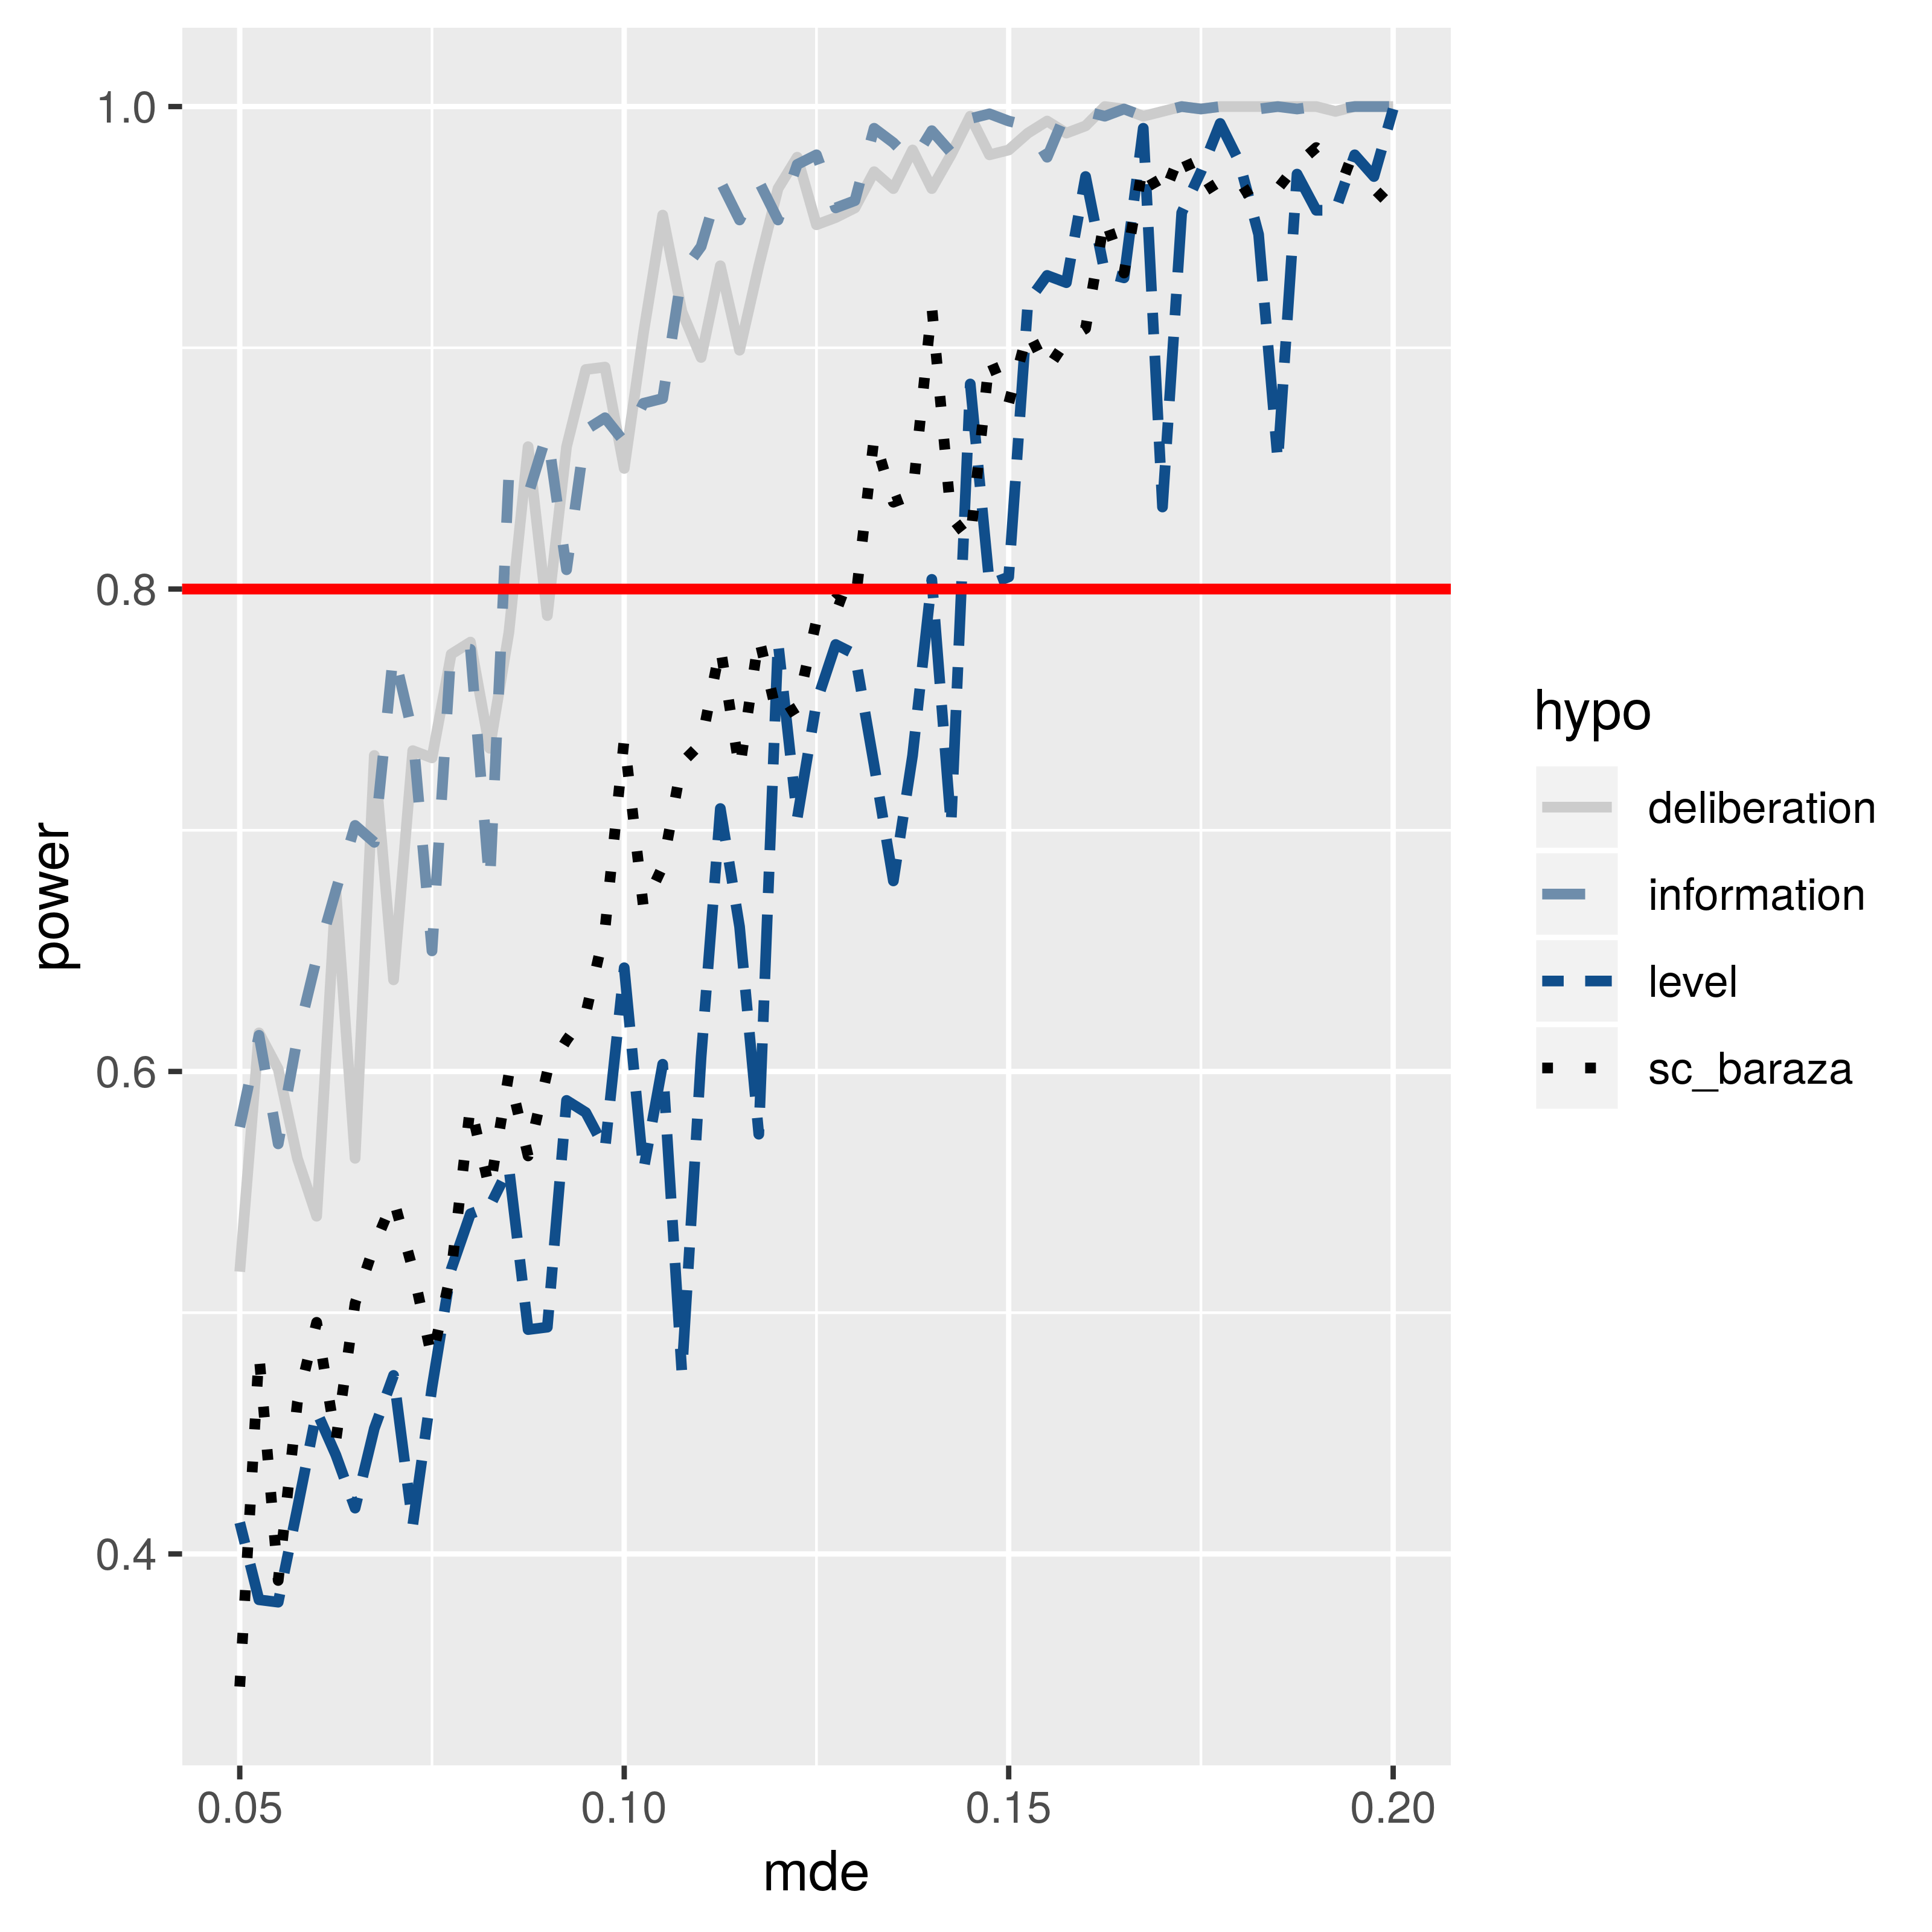 1.0
0.8
0.6
0.4
power
0.05
0.10
0.15
0.20
mde
hypo
deliberation
information
level
sc_baraza